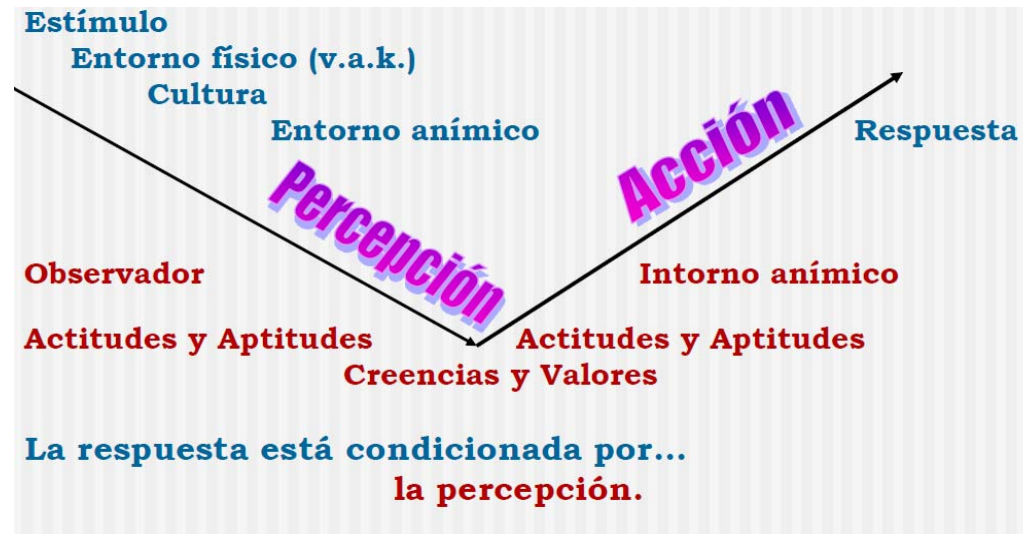 Estímulo
Entorno físico (v.a.k.)
Cultura
Entorno anímico
Percepción
Acción
Respuesta
Observador
Intorno anímico
Actitudes y Aptitudes
Actitudes y Aptitudes
Creencias y Valores
La respuesta está condicionada por...
la percepción.